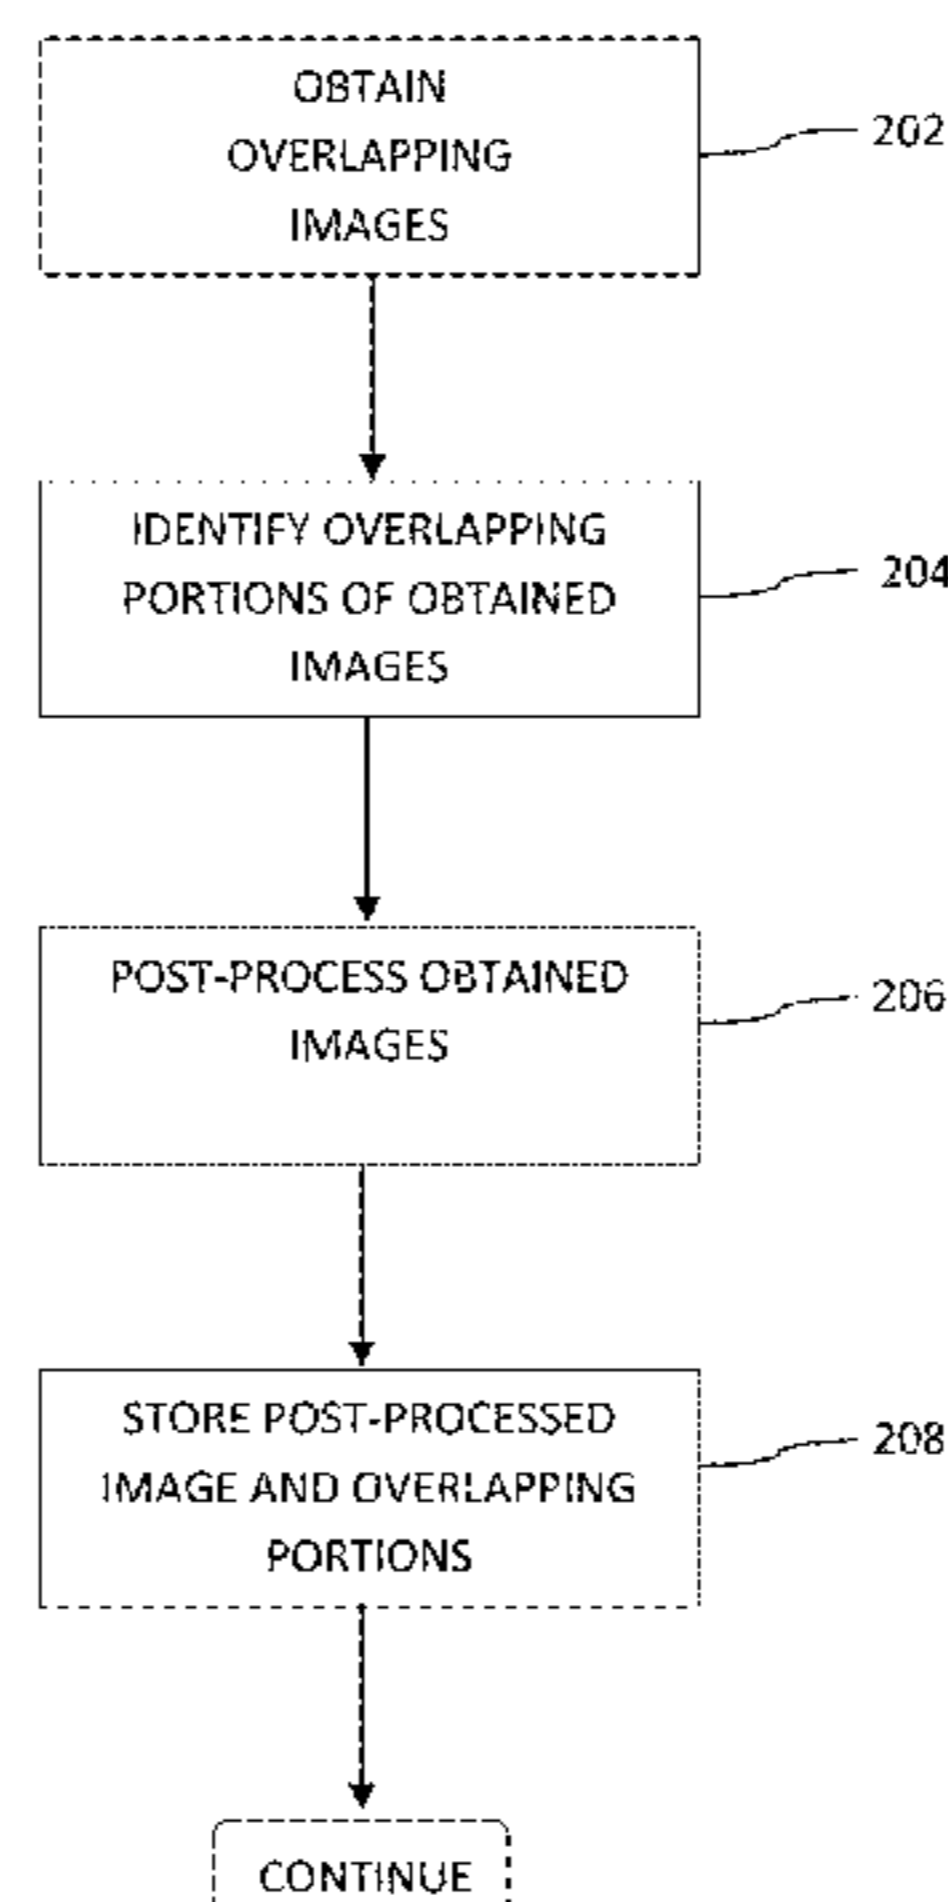 OBTAIN
OVERLAPPING
IMAGES
202
IDENTIFY OVERLAPPING
PORTIONS OF OBTAINED
IMAGES
204
POST-PROCESS OBTAINED
IMAGES
206
STORE POST-PROCESSED
IMAGE AND OVERLAPPING
PORTIONS
208
CONTINUE